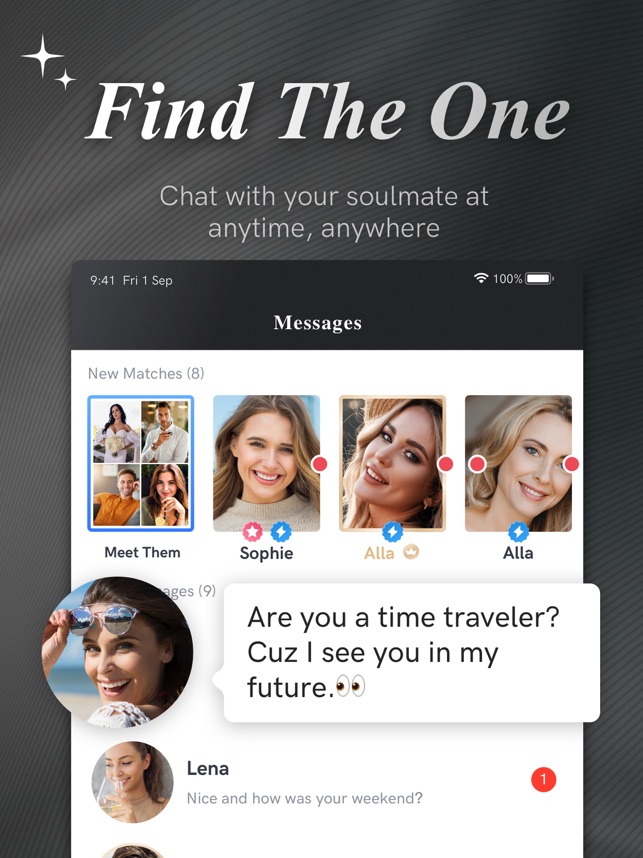 Find The One
Chat with your soulmate at
anytime, anywhere
9:41 Fri 1 Sep
100%
Messages
New Matches (8)
Meet Them
Sophie
Alla
Alla
ages (9)
Are you a time traveler?
Cuz I see you in my
future.👀
Lena
1
Nice and how was your weekend?